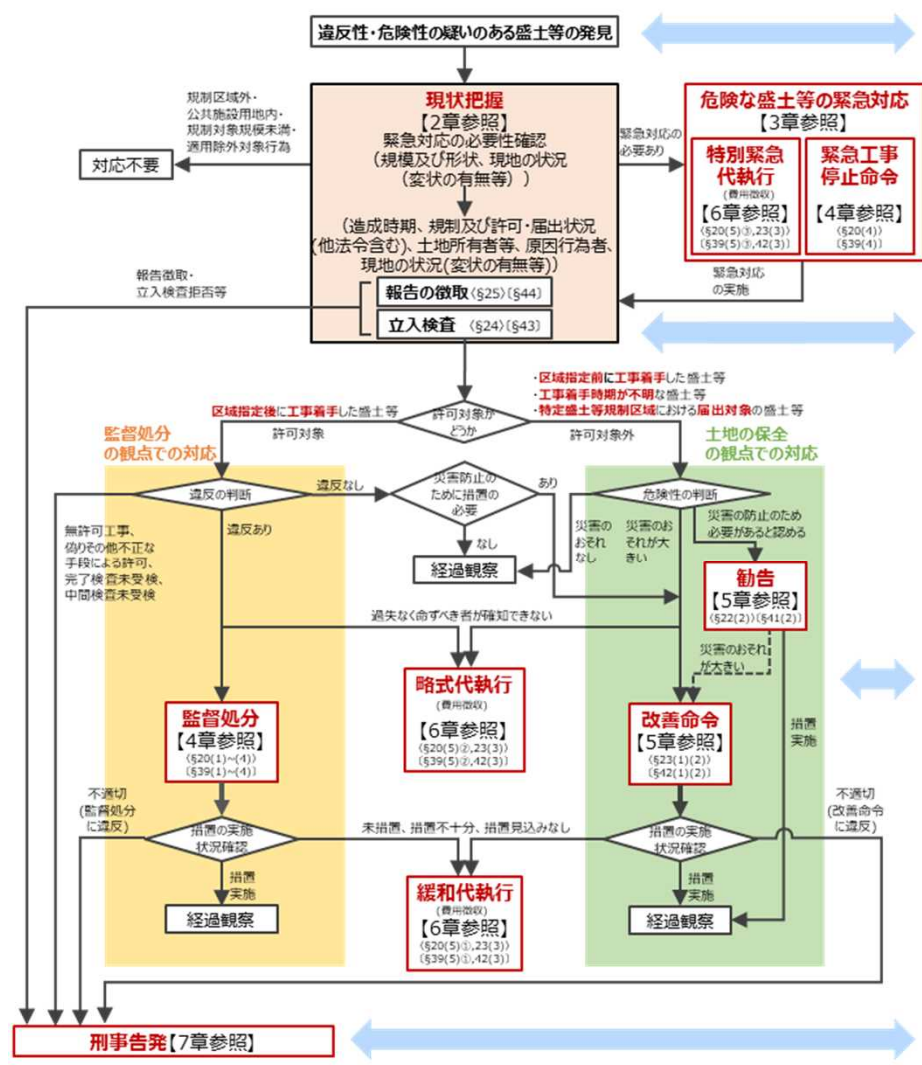 違反性・危険性の疑いのある盛土等の発見
現状把握
【2章参照】
緊急対応の必要性確認
(規模及び形状、現地の状況
(変状の有無等))
(造成時期、規制及び許可・届出状況
(他法令含む)、土地所有者等、原因行為者、
現地の状況(変状の有無等))
報告の徴取〈§25〉〔§44〕
立入検査〈§24〉〔§43〕
規制区域外・
公共施設用地内・
規制対象規模未満・
適用除外対象行為
対応不要
緊急対応の
必要あり
危険な盛土等の緊急対応
【3章参照】
特別緊急
代執行
(費用徴収)
【6章参照】
〈§20(5)③,23(3)〉
〔§39(5)③,42(3)〕
緊急工事
停止命令
【4章参照】
〈§20(4)〉
〔§39(4)〕
緊急対応
の実施
報告徴取・
立入検査拒否等
・区域指定前に工事着手した盛土等
・工事着手時期が不明な盛土等
・特定盛土等規制区域における届出対象の盛土等
区域指定後に工事着手した盛土等
許可対象か
どうか
許可対象
許可対象外
監督処分
の観点での対応
土地の保全
の観点での対応
違反の判断
違反なし
災害防止の
ために措置の
必要
あり
なし
経過観察
危険性の判断
災害の
おそれ
なし
災害のお
それが大
きい
災害の防止のため
必要があると認める
無許可工事、
偽りその他不正な
手段による許可、
完了検査未受検、
中間検査未受検
違反あり
勧告
【5章参照】
〈§22(2)〉〔§41(2)〕
過失なく命ずべき者が確知できない
災害のおそれ
が大きい
略式代執行
(費用徴収)
【6章参照】
〈§20(5)②,23(3)〉
〔§39(5)②,42(3)〕
監督処分
【4章参照】
〈§20(1)~(4)〉
〔§39(1)~(4)〕
改善命令
【5章参照】
〈§23(1)(2)〉
〔§42(1)(2)〕
措置
実施
不適切
(監督処分
に違反)
措置の実施
状況確認
未措置、措置不十分、措置見込みなし
措置の実施
状況確認
不適切
(改善命令
に違反)
措置
実施
経過観察
緩和代執行
(費用徴収)
【6章参照】
〈§20(5)①,23(3)〉
〔§39(5)①,42(3)〕
措置
実施
経過観察
刑事告発【7章参照】